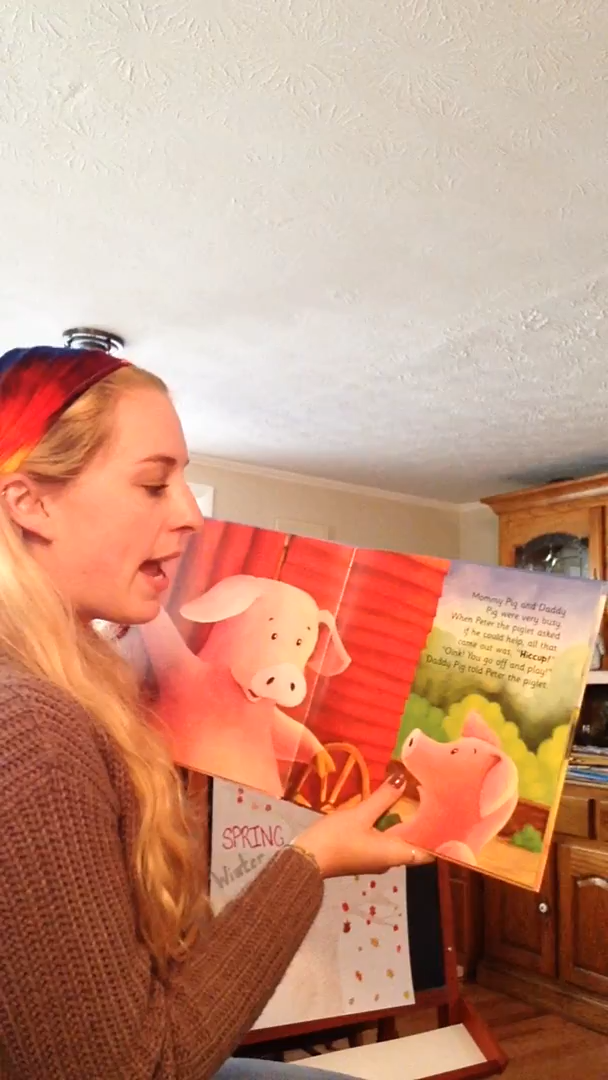 Mommy Pig and Daddy
Pig were very busy.
When Peter the piglet asked
if he could help, all that
came out was, "Hiccup!"
"Oink! You go off and play!"
Daddy Pig told Peter the piglet.
SPRING
Winter